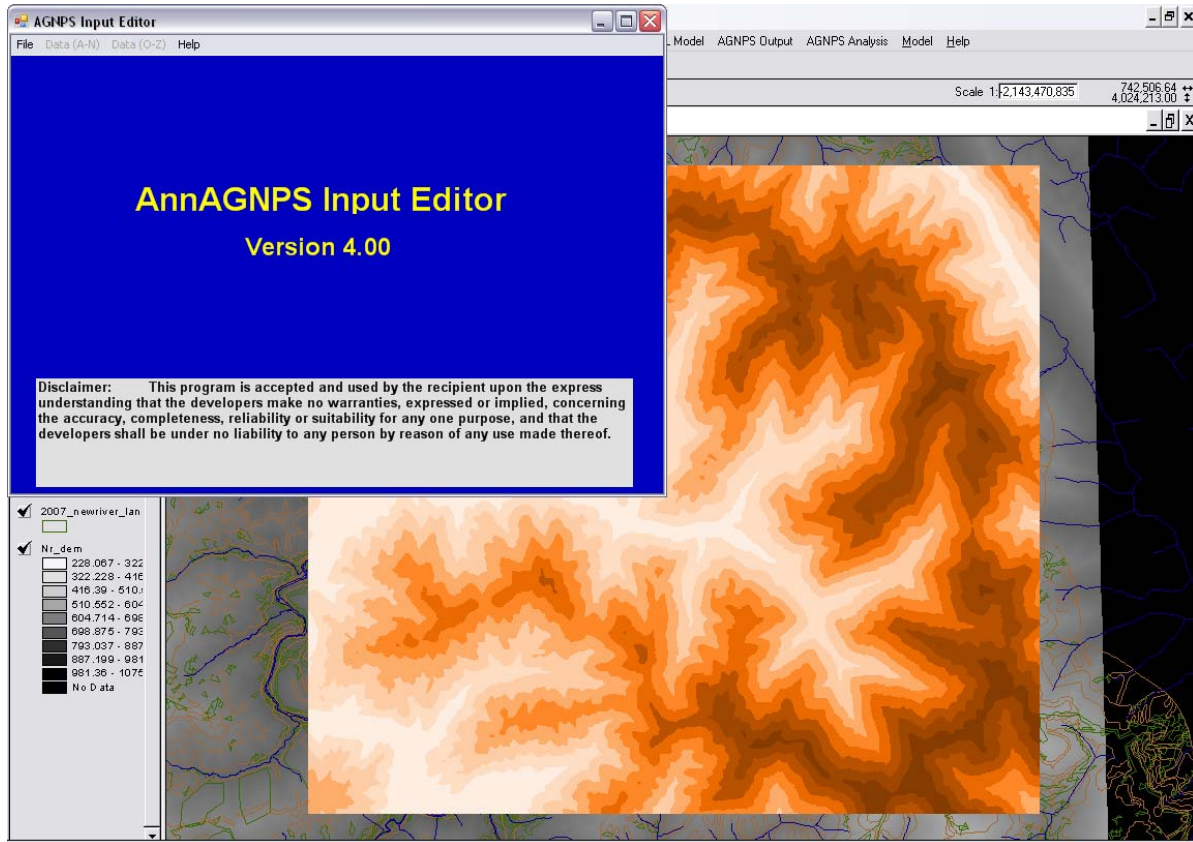 AGNPS Input Editor
File Data (A-N) Data (O-Z) Help
AnnAGNPS Input Editor
Version 4.00
Disclaimer: This program is accepted and used by the recipient upon the express
understanding that the developers make no warranties, expressed or implied, concerning
the accuracy, completeness, reliability or suitability for any one purpose, and that the
developers shall be under no liability to any person by reason of any use made thereof.
Model AGNPS Output AGNPS Analysis Model Help
Scale 1: -2,143,470,835
742,506.64
4,024,213.00
2007_newriver_lan
Nr_dem
228.067 - 322
322.228 - 416
416.39 - 510.
510.552 - 604
604.714 - 698
698.875 - 793
793.037 - 887
887.199 - 981
981.36 - 1075
No Data